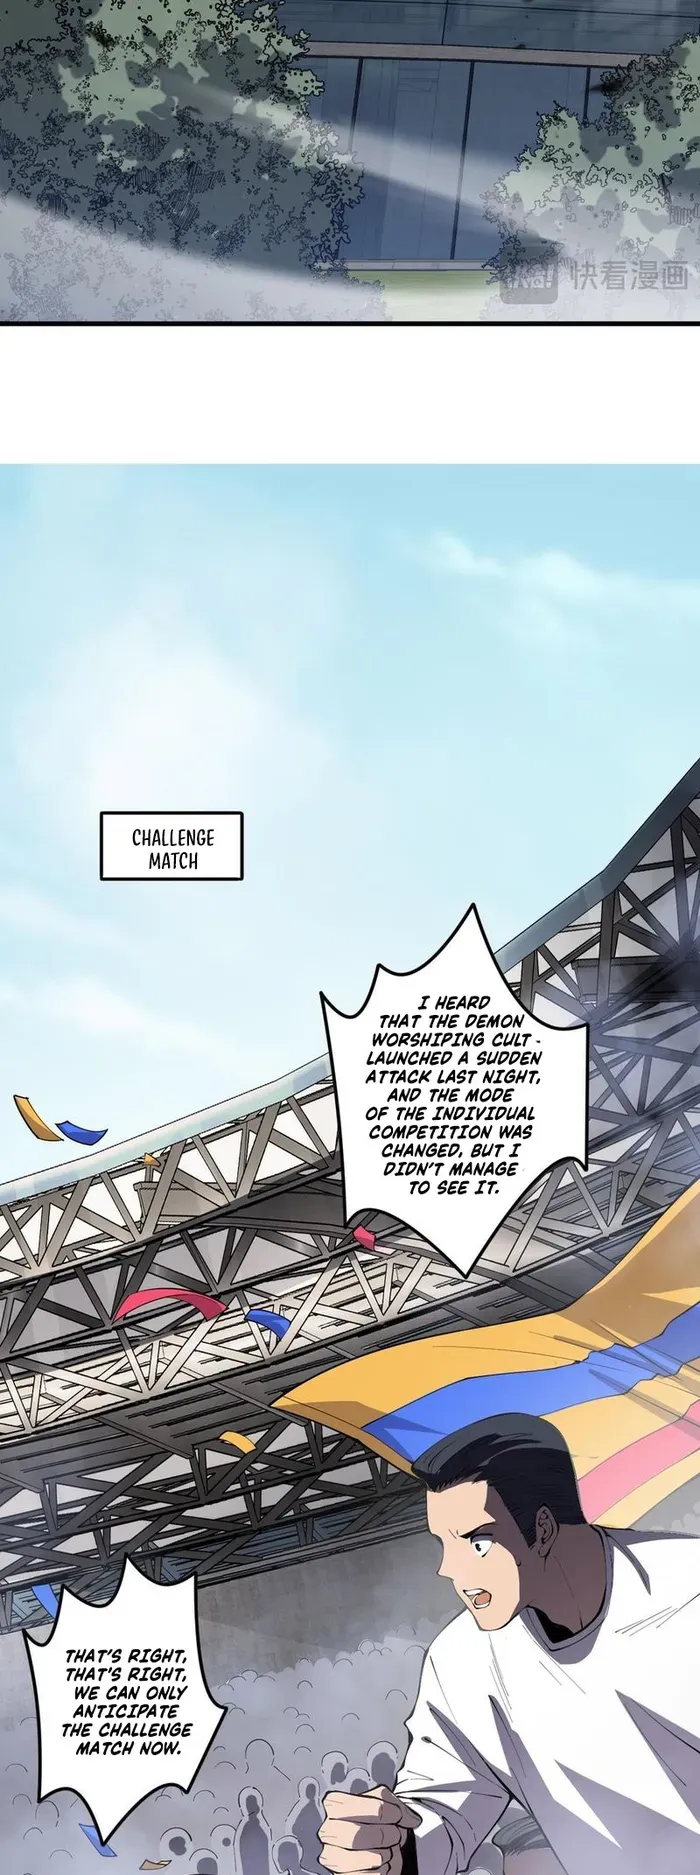 快看漫画
CHALLENGE
MATCH
I HEARD
THAT THE DEMON
WORSHIPING CULT
LAUNCHED A SUDDEN
ATTACK LAST NIGHT,
AND THE MODE
OF THE INDIVIDUAL
COMPETITION WAS
CHANGED, BUT I
DIDN'T MANAGE
TO SEE IT.
THAT'S RIGHT,
THAT'S RIGHT,
WE CAN ONLY
ANTICIPATE
THE CHALLENGE
MATCH NOW.